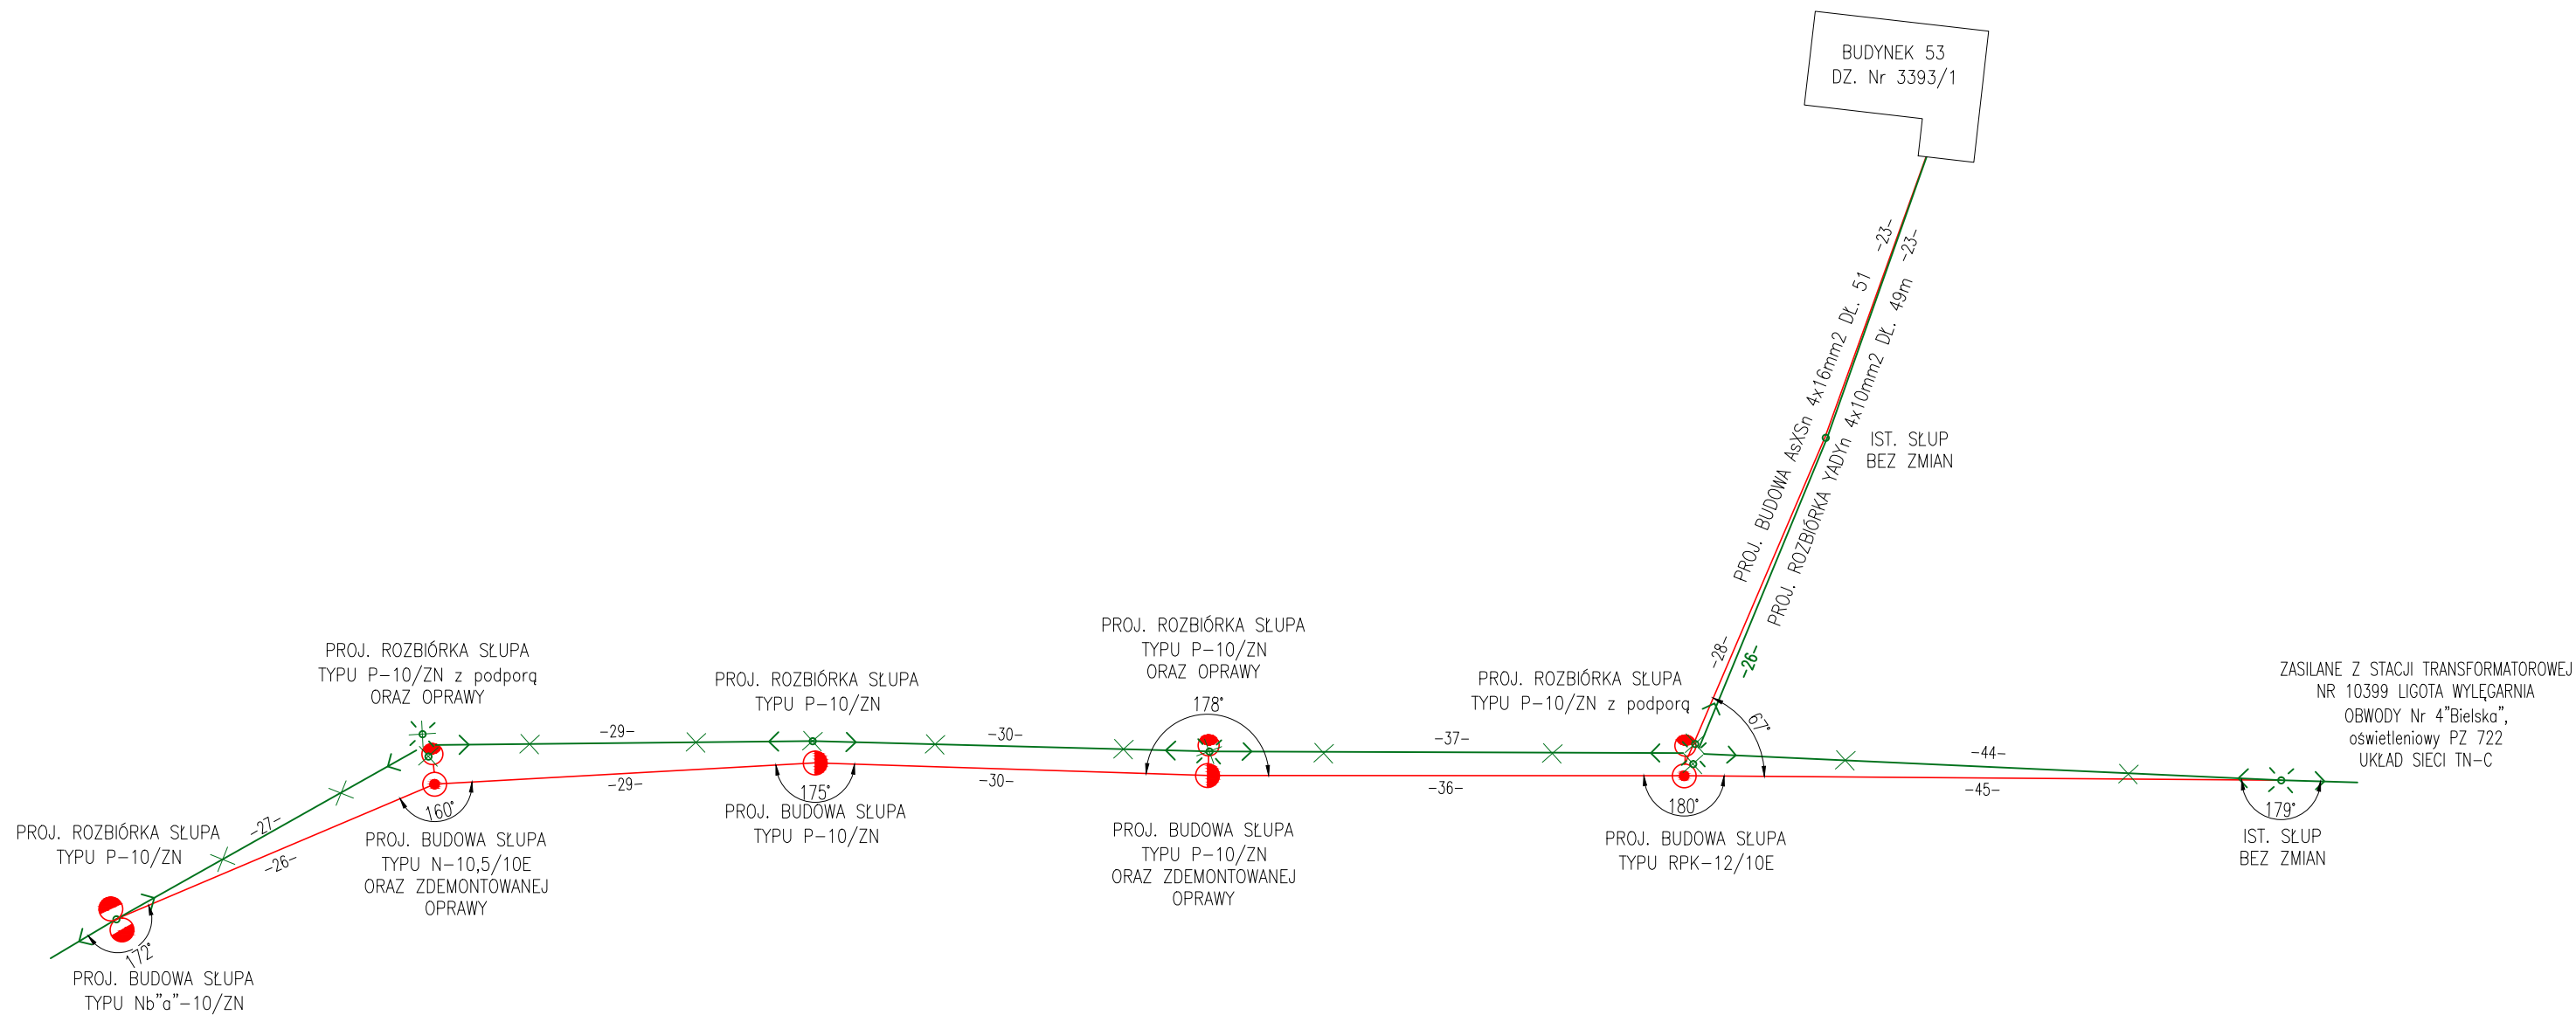 BUDYNEK 53
DZ. Nr 3393/1
-23-
-23-
PROJ. BUDOWA AsXSn 4x16mm2 DŁ. 51
PROJ. ROZBIÓRKA YADYn 4x10mm2 DŁ. 49m
IST. SŁUP
BEZ ZMIAN
-28-
-26-
67°
PROJ. ROZBIÓRKA SŁUPA
TYPU P-10/ZN z podporą
ORAZ OPRAWY
PROJ. ROZBIÓRKA SŁUPA
TYPU P-10/ZN
PROJ. ROZBIÓRKA SŁUPA
TYPU P-10/ZN
ORAZ OPRAWY
178°
PROJ. ROZBIÓRKA SŁUPA
TYPU P-10/ZN z podporą
ZASILANE Z STACJI TRANSFORMATOROWEJ
NR 10399 LIGOTA WYLĘGARNIA
OBWODY Nr 4"Bielska",
oświetleniowy PZ 722
UKŁAD SIECI TN-C
-29-
-30-
-37-
-44-
-29-
-30-
-36-
-45-
175°
180°
179°
160°
-27-
-26-
PROJ. ROZBIÓRKA SŁUPA
TYPU P-10/ZN
PROJ. BUDOWA SŁUPA
TYPU N-10,5/10E
ORAZ ZDEMONTOWANEJ
OPRAWY
PROJ. BUDOWA SŁUPA
TYPU P-10/ZN
PROJ. BUDOWA SŁUPA
TYPU P-10/ZN
ORAZ ZDEMONTOWANEJ
OPRAWY
PROJ. BUDOWA SŁUPA
TYPU RPK-12/10E
IST. SŁUP
BEZ ZMIAN
172°
PROJ. BUDOWA SŁUPA
TYPU Nb"a"-10/ZN